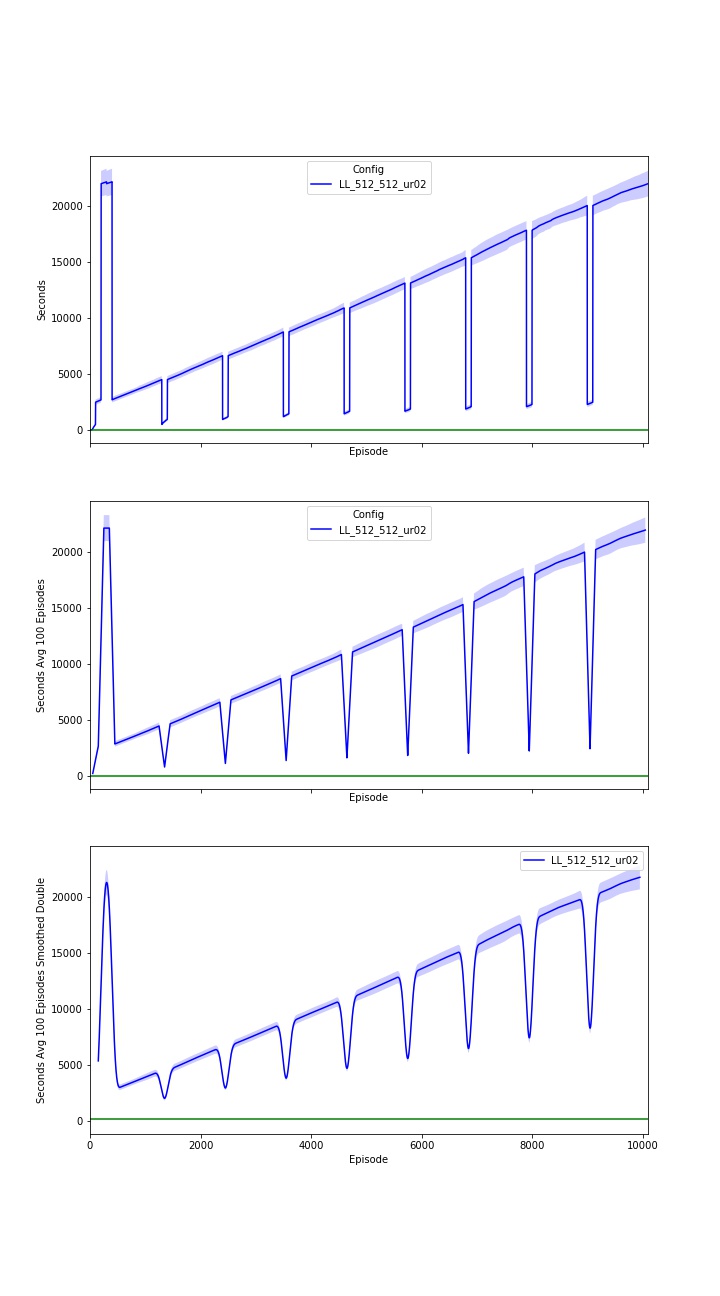 Config
LL_512_512_ur02
20000
15000
10000
5000
0
Seconds
Episode
Config
LL_512_512_ur02
20000
15000
10000
5000
0
Seconds Avg 100 Episodes
Episode
LL_512_512_ur02
20000
15000
10000
5000
0
Seconds Avg 100 Episodes Smoothed Double
0 2000 4000 6000 8000 10000
Episode